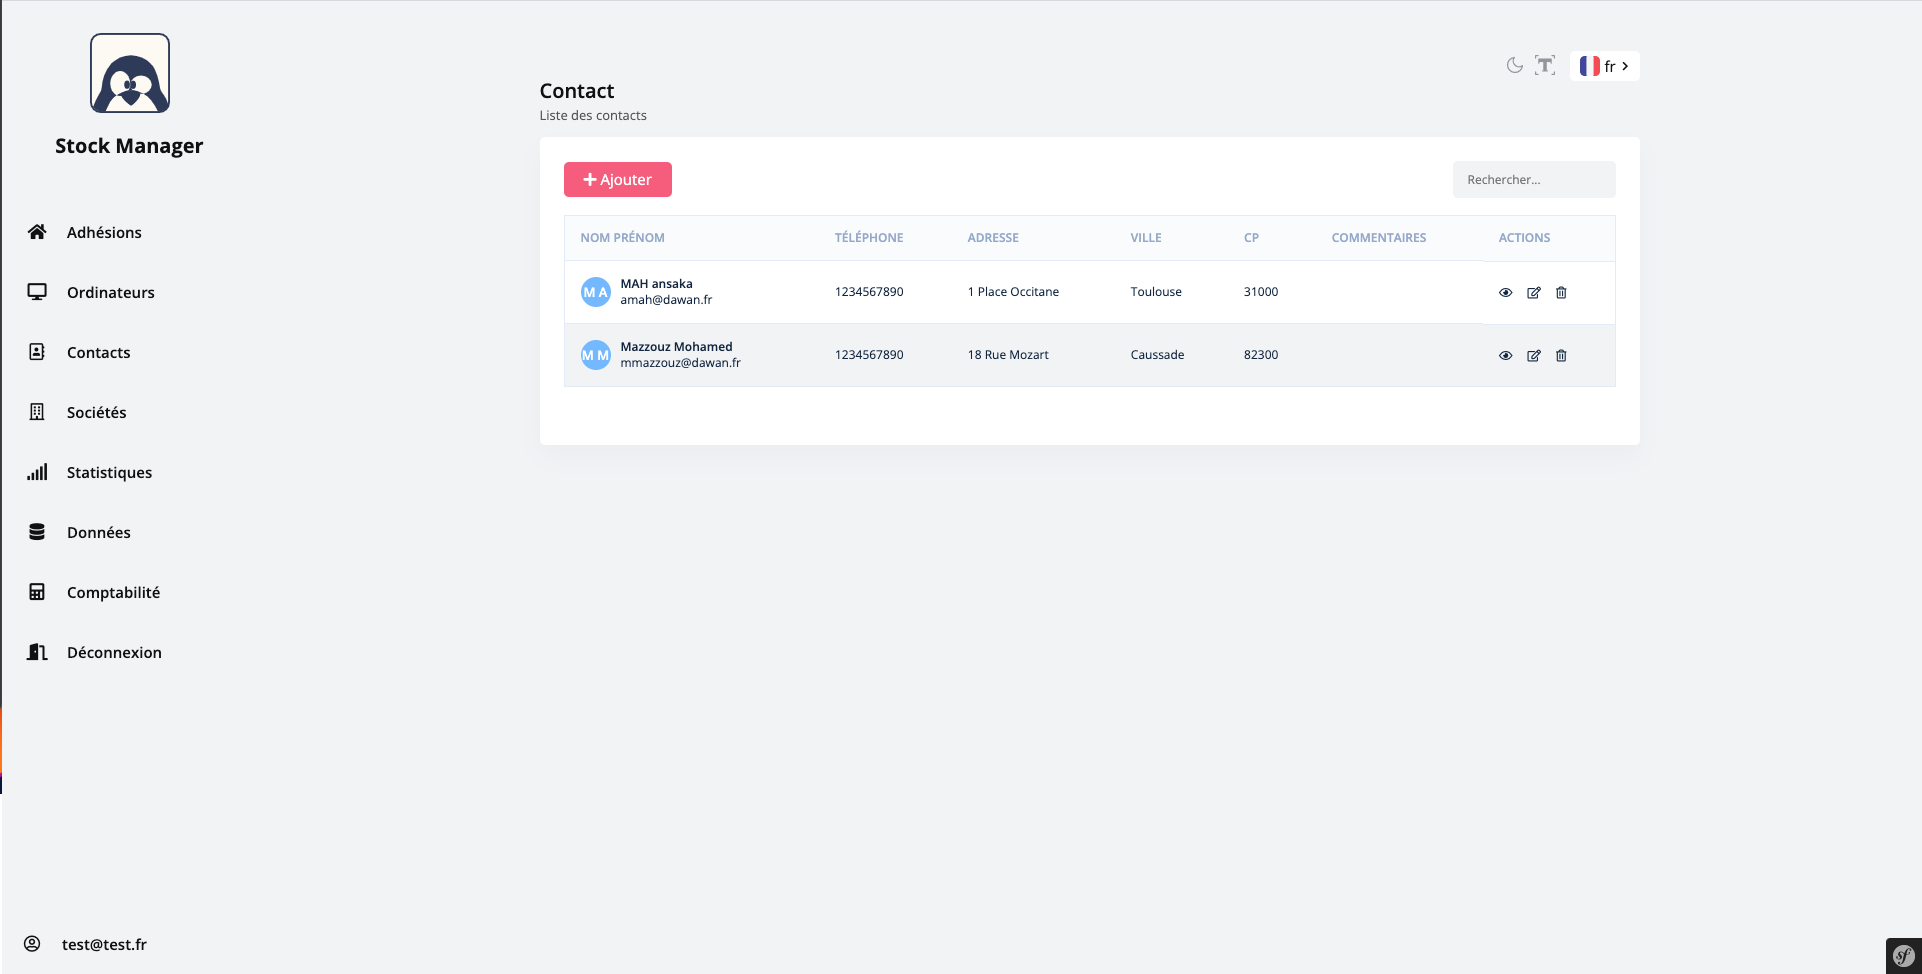 Stock Manager
Adhésions
Ordinateurs
Contacts
Sociétés
Statistiques
Données
Comptabilité
Déconnexion
test@test.fr
fr
Contact
Liste des contacts
Ajouter
Rechercher...
NOM PRÉNOM TÉLÉPHONE ADRESSE VILLE CP COMMENTAIRES ACTIONS
M A MAH ansaka
amah@dawan.fr 1234567890 1 Place Occitane Toulouse 31000
M M Mazzouz Mohamed
mmazzouz@dawan.fr 1234567890 18 Rue Mozart Caussade 82300
sf